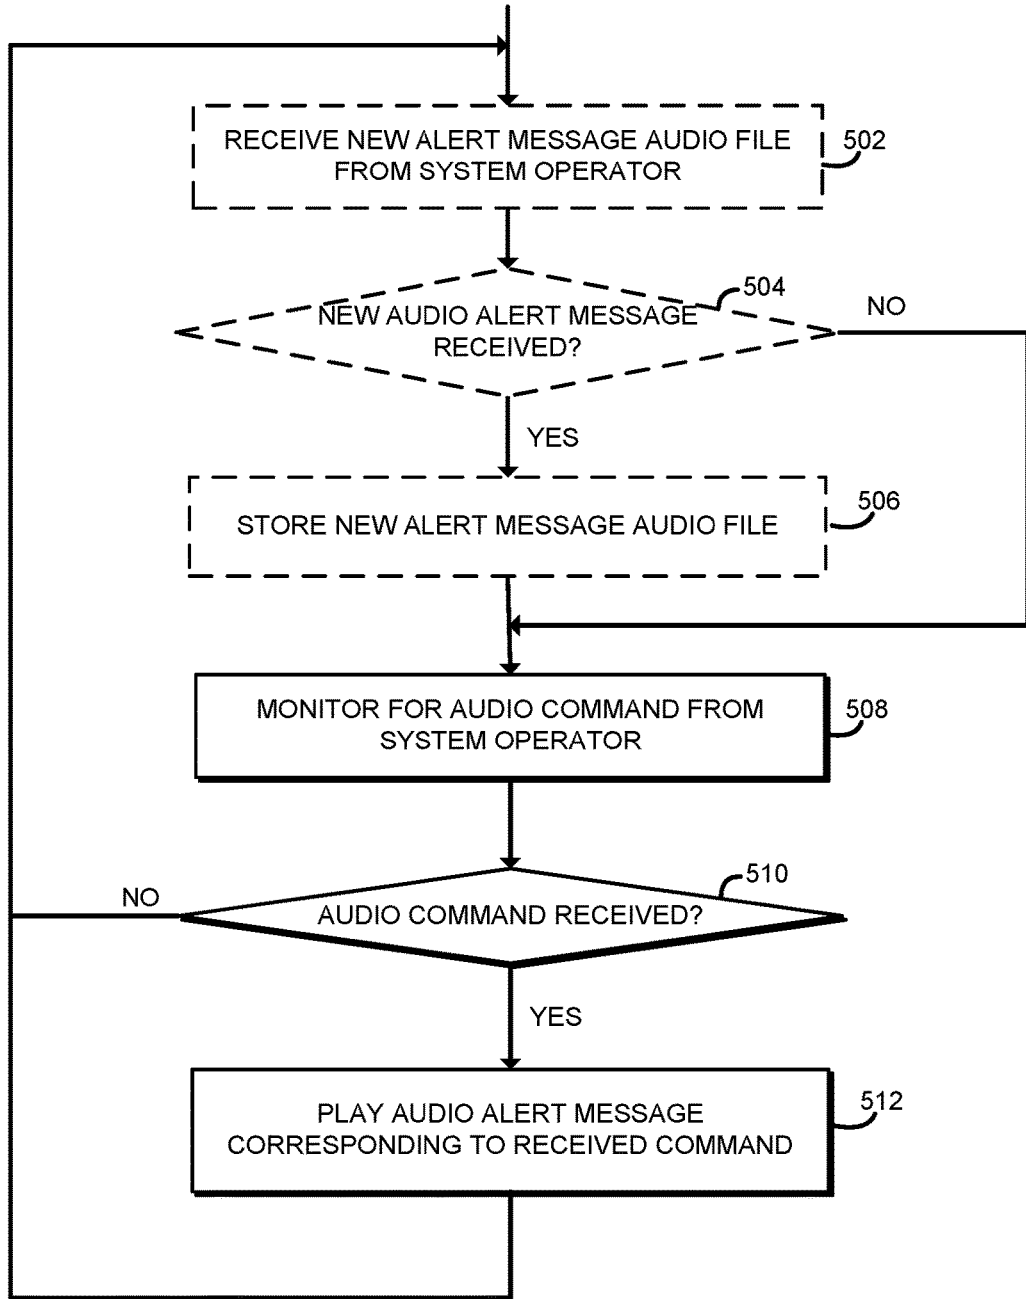 RECEIVE NEW ALERT MESSAGE AUDIO FILE
FROM SYSTEM OPERATOR
502
504
NEW AUDIO ALERT MESSAGE
RECEIVED?
NO
YES
STORE NEW ALERT MESSAGE AUDIO FILE
506
MONITOR FOR AUDIO COMMAND FROM
SYSTEM OPERATOR
508
510
NO
AUDIO COMMAND RECEIVED?
YES
PLAY AUDIO ALERT MESSAGE
CORRESPONDING TO RECEIVED COMMAND
512